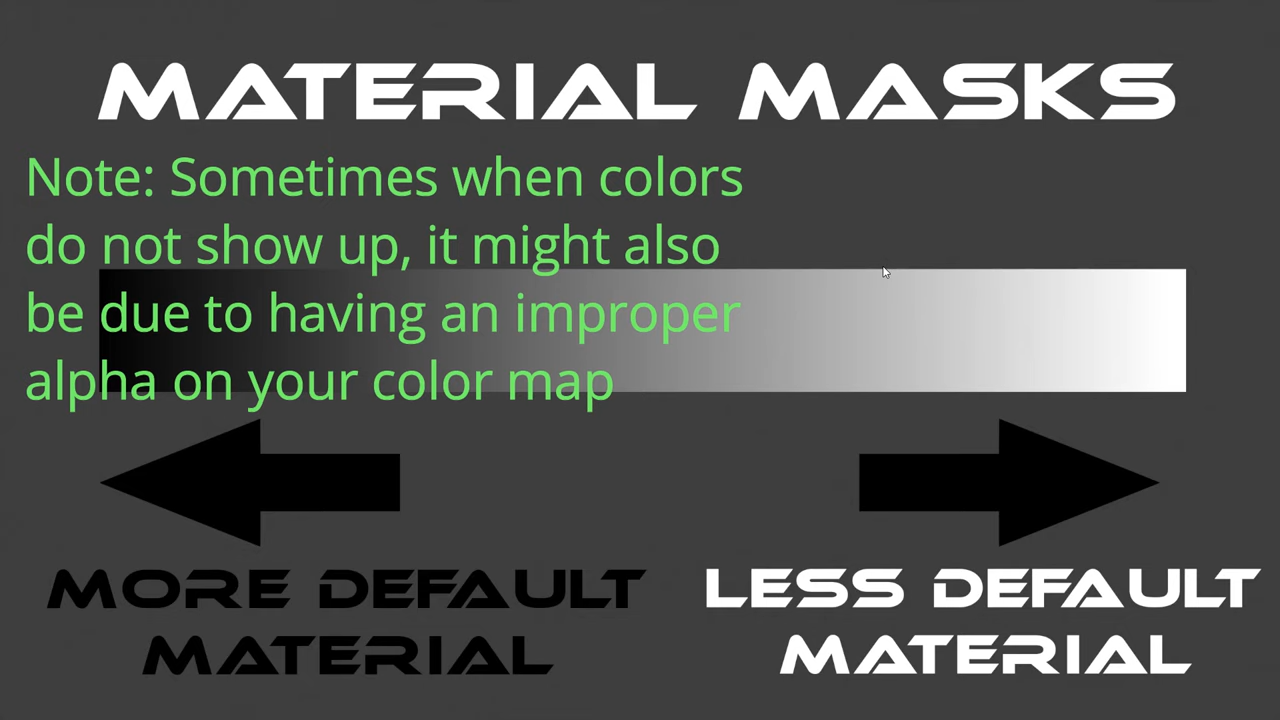 MATERIAL MASKS
Note: Sometimes when colors
do not show up, it might also
be due to having an improper
alpha on your color map
MORE DEFAULT
MATERIAL
LESS DEFAULT
MATERIAL